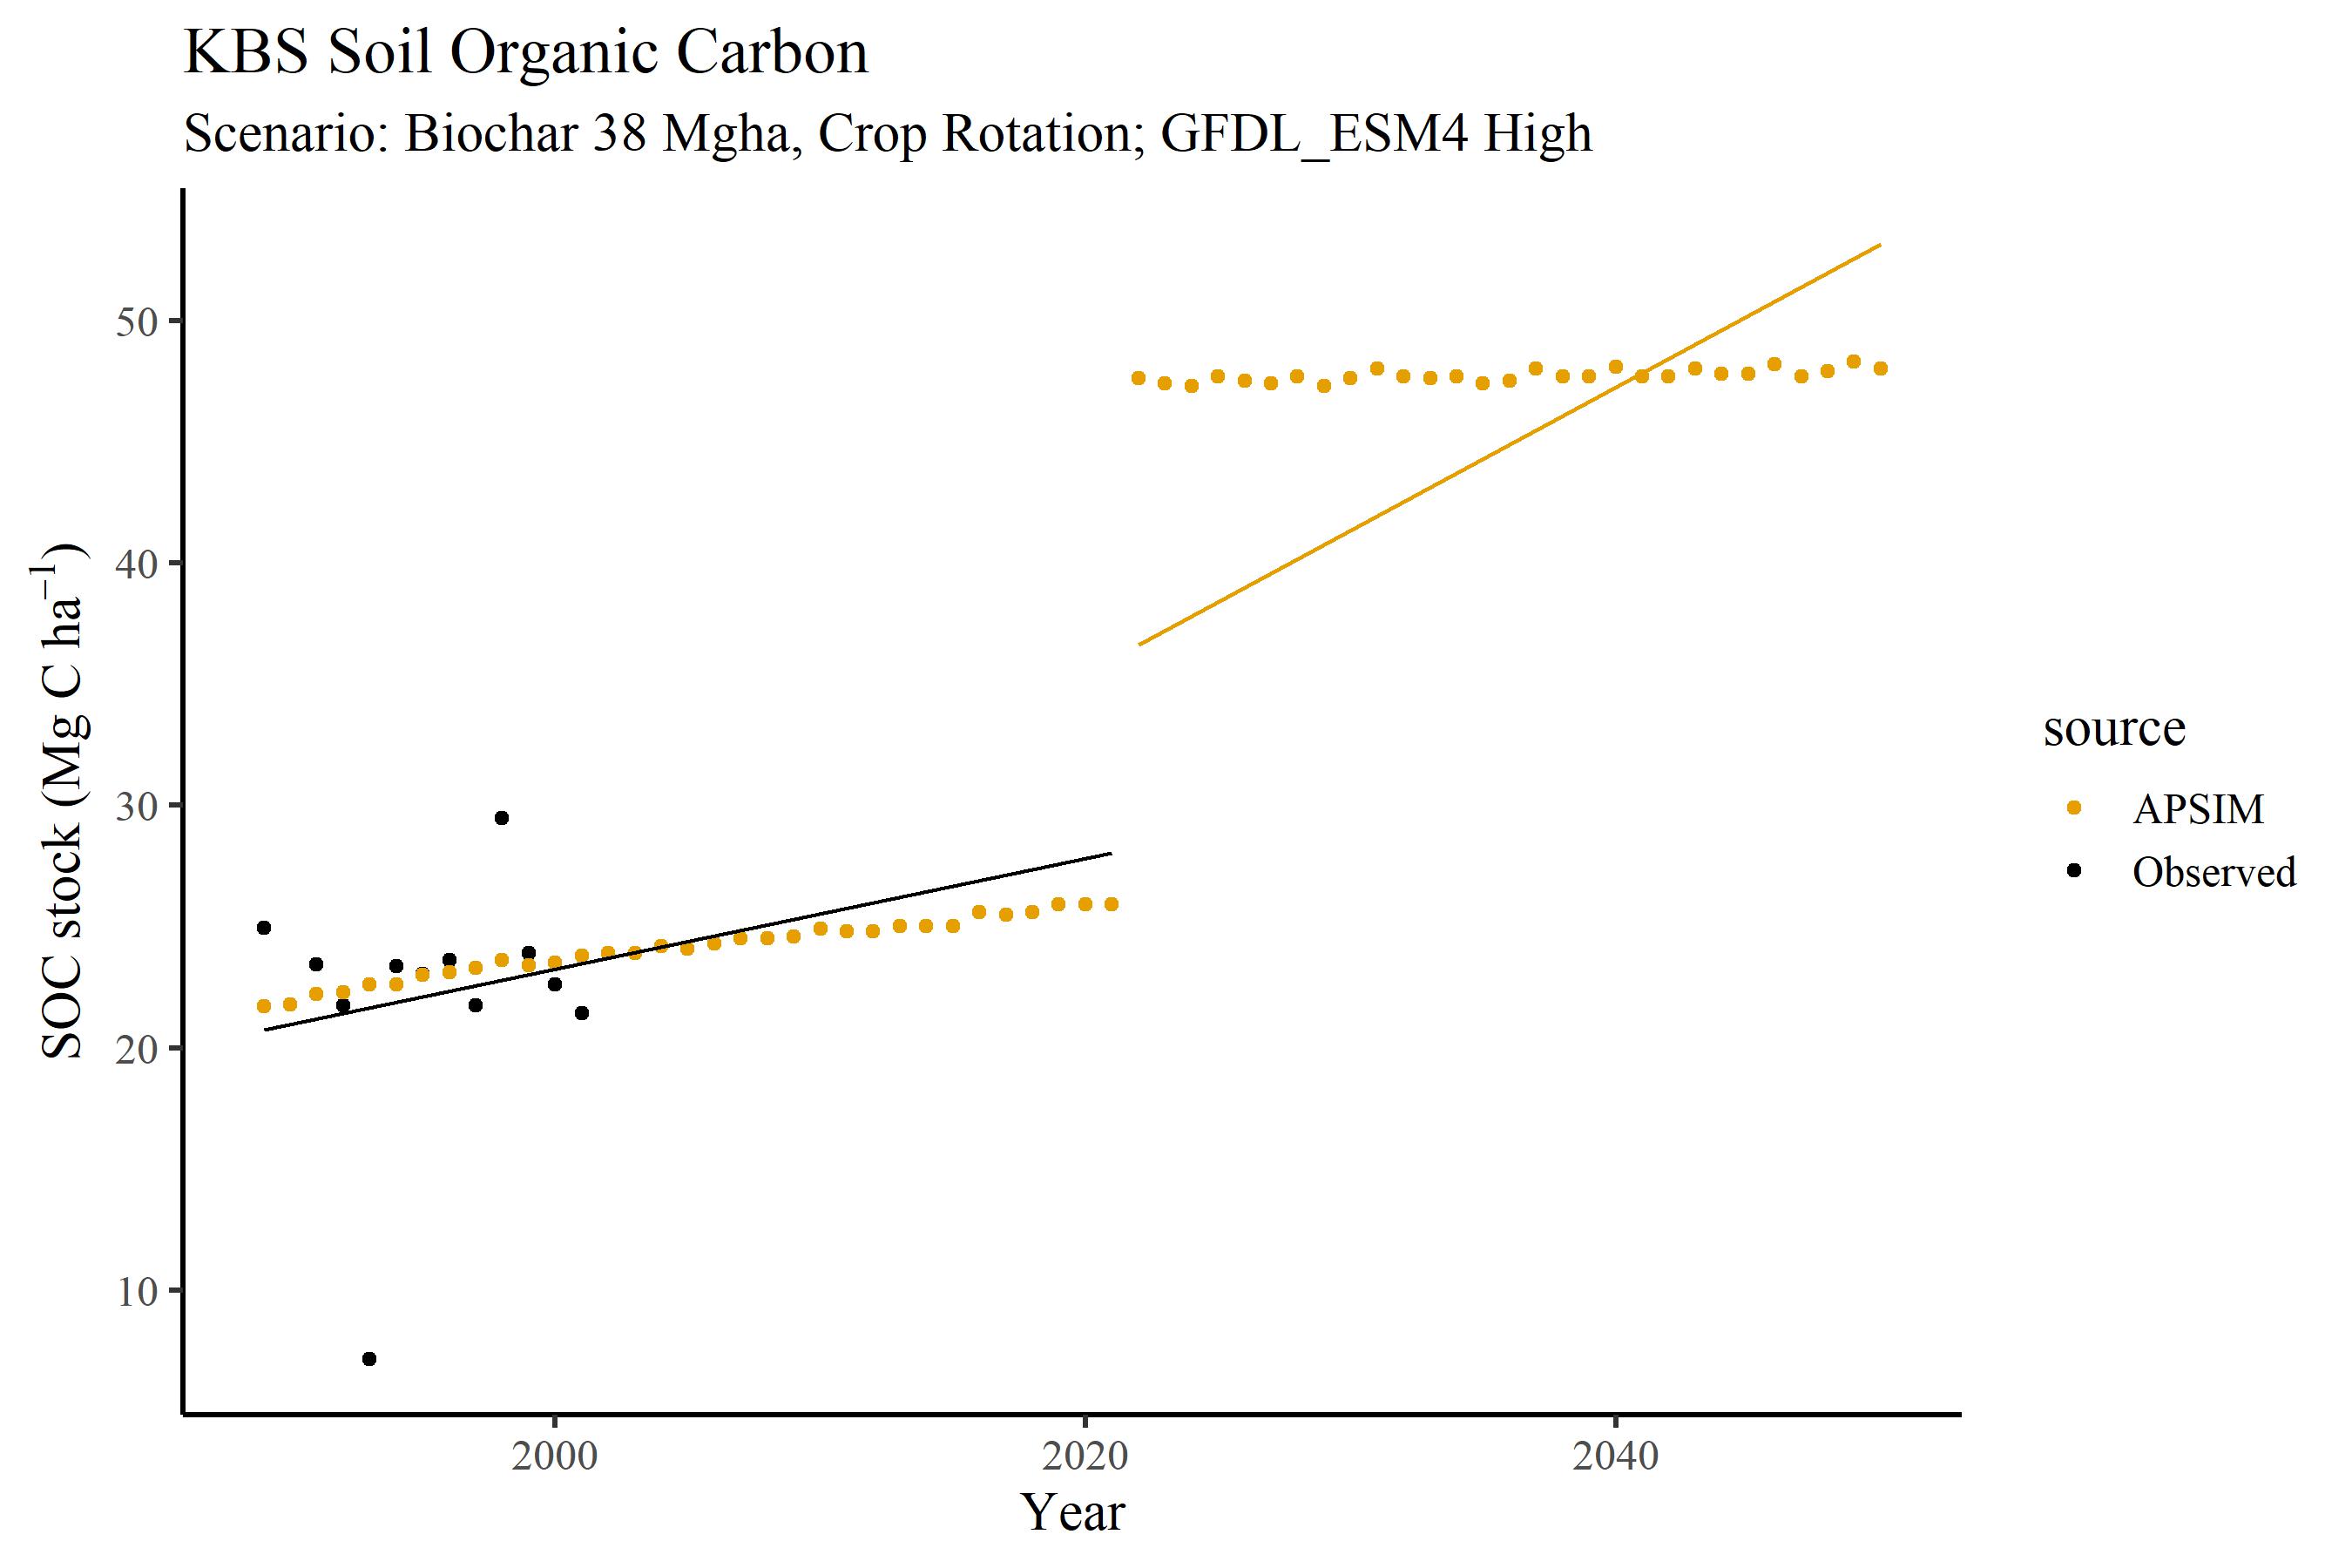 KBS Soil Organic Carbon
Scenario: Biochar 38 Mgha, Crop Rotation; GFDL_ESM4 High
SOC stock (Mg C ha⁻¹)
50
40
30
20
10
2000
2020
2040
Year
source
APSIM
Observed